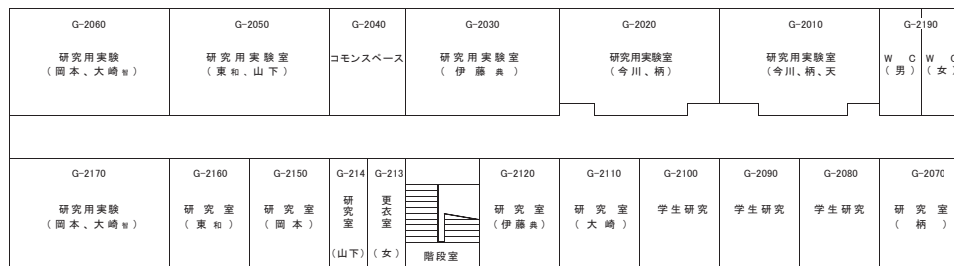 G-2060
研究用実験
(岡本、大崎智)
G-2050
研究用実験室
(東和、山下)
G-2040
コモンスペース
G-2030
研究用実験室
(伊藤典)
G-2020
研究用実験室
(今川、柄)
G-2010
研究用実験室
(今川、柄、天
G-2190
W C
(男)
W C
(女)
G-2170
研究用実験
(岡本、大崎智)
G-2160
研究室
(東和)
G-2150
研究室
(岡本)
G-214
研究室
(山下)
G-213
更衣室
(女)
階段室
G-2120
研究室
(伊藤典)
G-2110
研究室
(大崎)
G-2100
学生研究
G-2090
学生研究
G-2080
学生研究
G-2070
研究室
(柄)